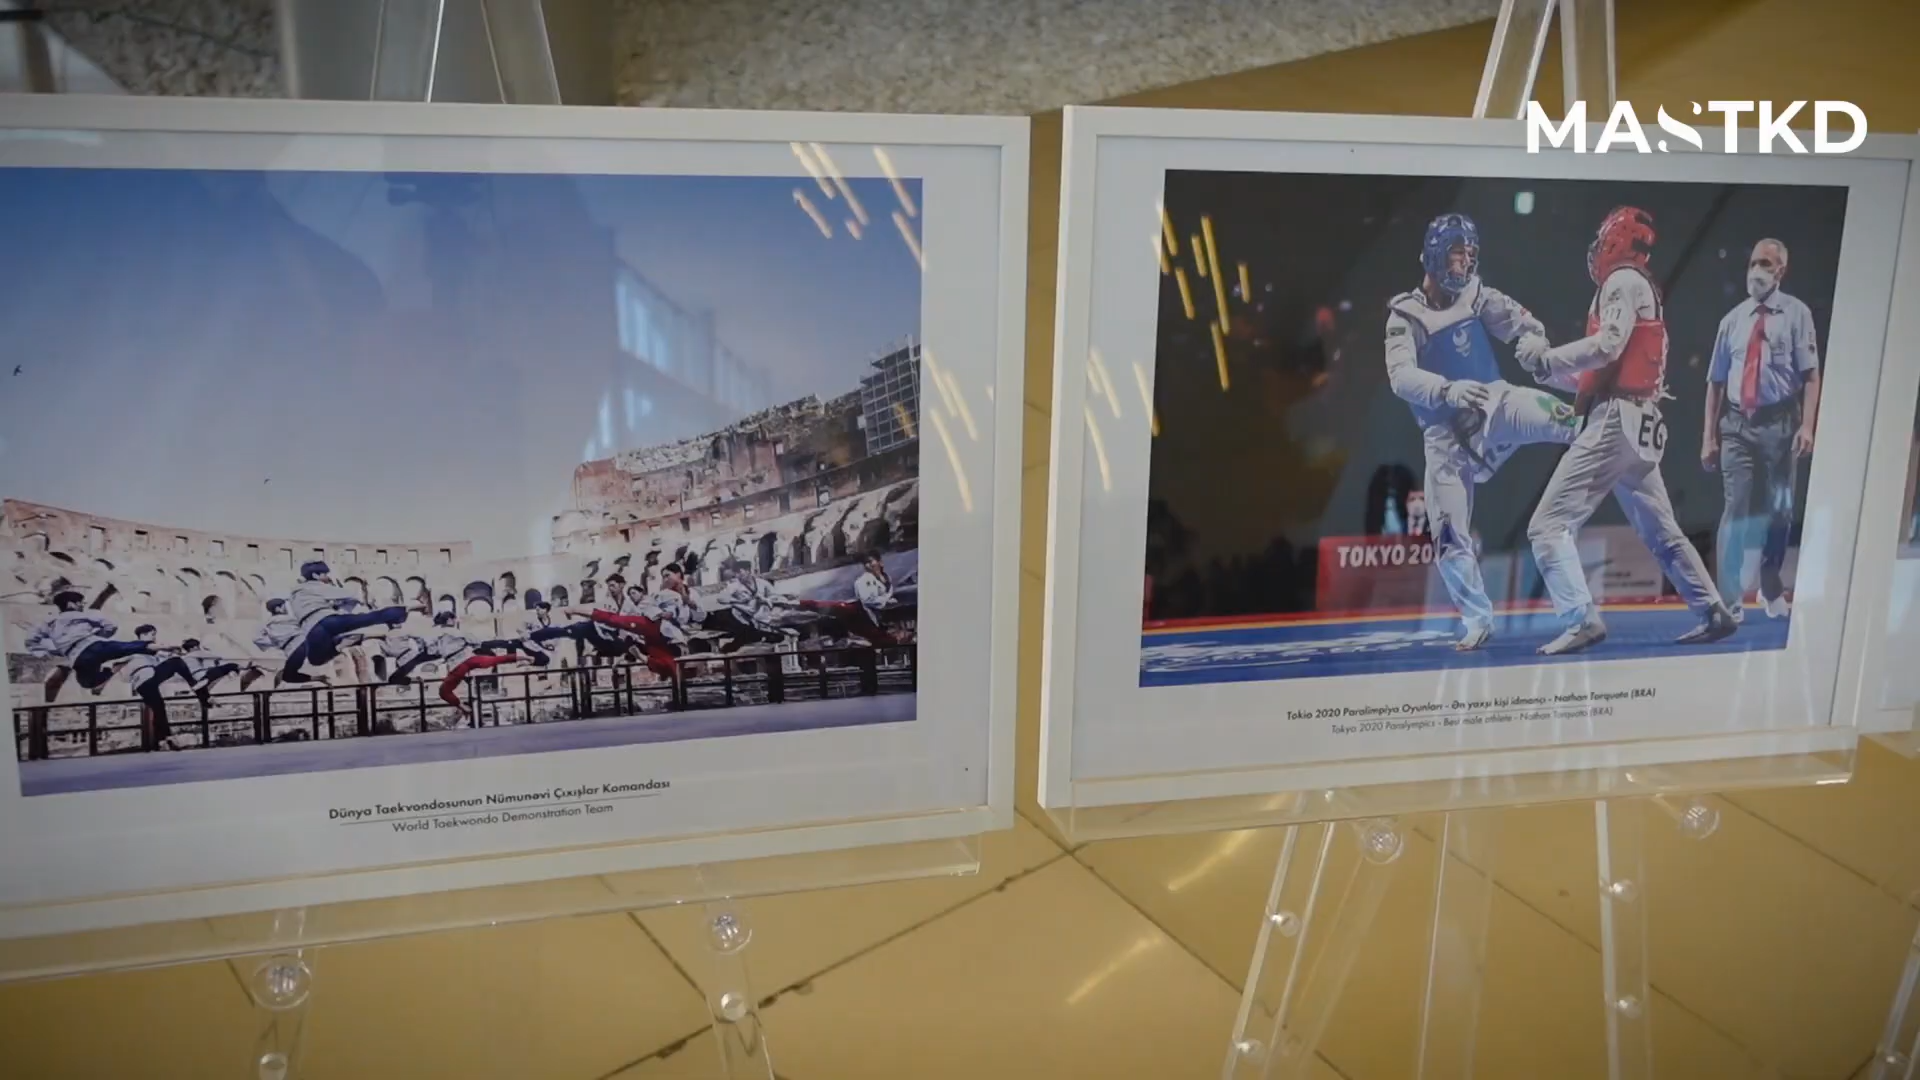 MASTKD
TOKYO 20
EG
Dünya Taekvondosunun Nümunəvi Çıxışlar Komandası
World Taekwondo Demonstration Team
Tokio 2020 Paralimpiya Oyunları - Ən yaxşı kişi idmançı - Nathan Torquato (BRA)
Tokyo 2020 Paralympics - Best male athlete - Nathan Torquato (BRA)